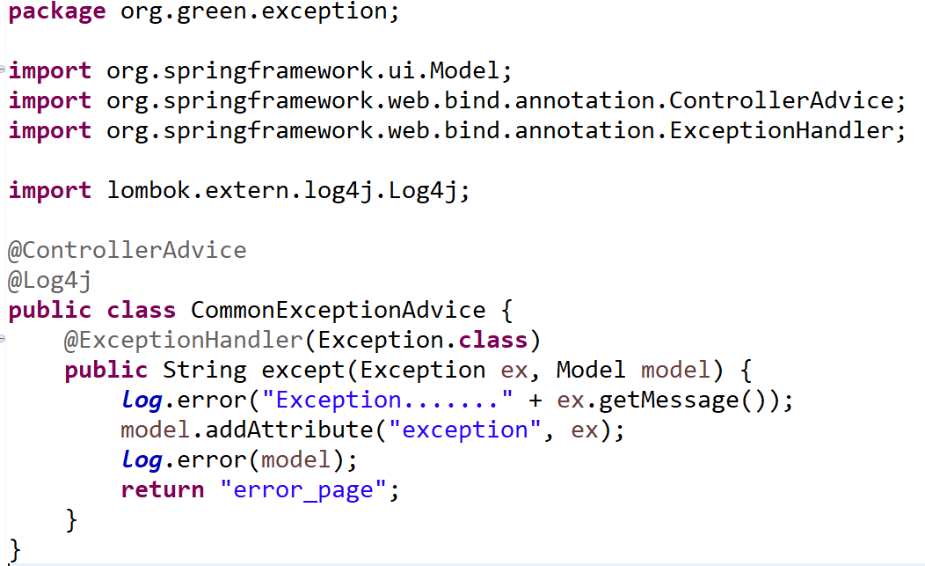 package org.green.exception;
import org.springframework.ui.Model;
import org.springframework.web.bind.annotation.ControllerAdvice;
import org.springframework.web.bind.annotation.ExceptionHandler;
import lombok.extern.log4j.Log4j;
@ControllerAdvice
@Log4j
public class CommonExceptionAdvice {
    @ExceptionHandler(Exception.class)
    public String except(Exception ex, Model model) {
        log.error("Exception......." + ex.getMessage());
        model.addAttribute("exception", ex);
        log.error(model);
        return "error_page";
    }
}